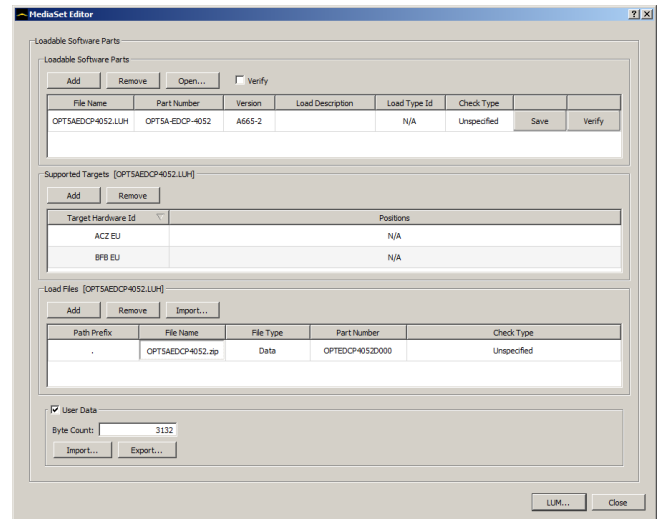 MediaSet Editor
Loadable Software Parts
Loadable Software Parts
Add Remove Open... Verify
File Name Part Number Version Load Description Load Type Id Check Type
OPT5AEDCP4052.LUH OPT5A-EDCP-4052 A665-2 N/A Unspecified Save Verify
Supported Targets [OPT5AEDCP4052.LUH]
Add Remove
Target Hardware Id Positions
ACZ EU N/A
BFB EU N/A
Load Files [OPT5AEDCP4052.LUH]
Add Remove Import...
Path Prefix File Name File Type Part Number Check Type
. OPT5AEDCP4052.zip Data OPTEDCP4052D000 Unspecified
User Data
Byte Count: 3132
Import... Export...
LUM... Close